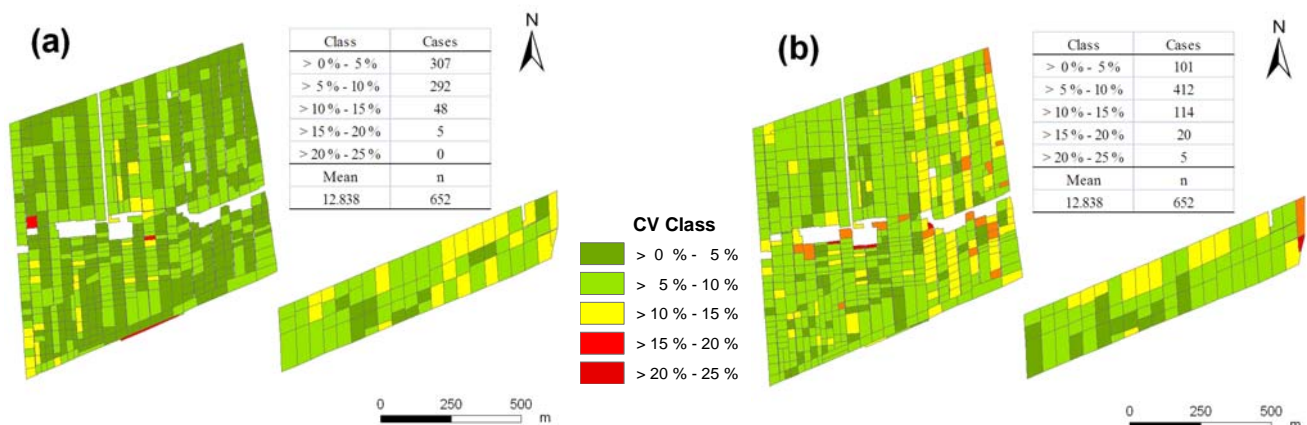 (a)
Class Cases
> 0 % - 5 % 307
> 5 % - 10 % 292
> 10 % - 15 % 48
> 15 % - 20 % 5
> 20 % - 25 % 0
Mean n
12.838 652
N
0 250 500
m
CV Class
> 0 % - 5 %
> 5 % - 10 %
> 10 % - 15 %
> 15 % - 20 %
> 20 % - 25 %
(b)
Class Cases
> 0 % - 5 % 101
> 5 % - 10 % 412
> 10 % - 15 % 114
> 15 % - 20 % 20
> 20 % - 25 % 5
Mean n
12.838 652
N
0 250 500
m